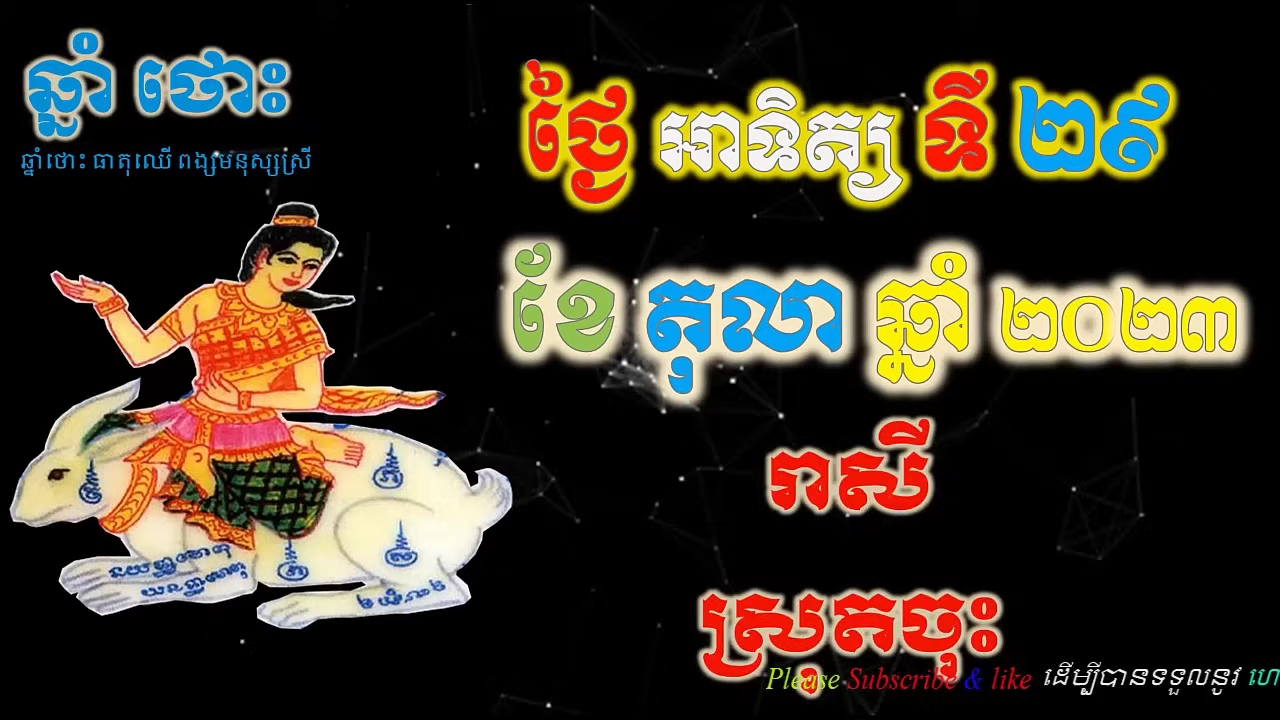 ឆ្នាំ ថោះ
ឆ្នាំថោះ ធាតុឈើ ពង្សមនុស្សស្រី
ថ្ងៃ អាទិត្យ ទី ២៩
ខែ តុលា ឆ្នាំ ២០២៣
រាសី
ស្រុតចុះ
Please Subscribe & like ដើម្បីបានទទួលនូវ ហេ